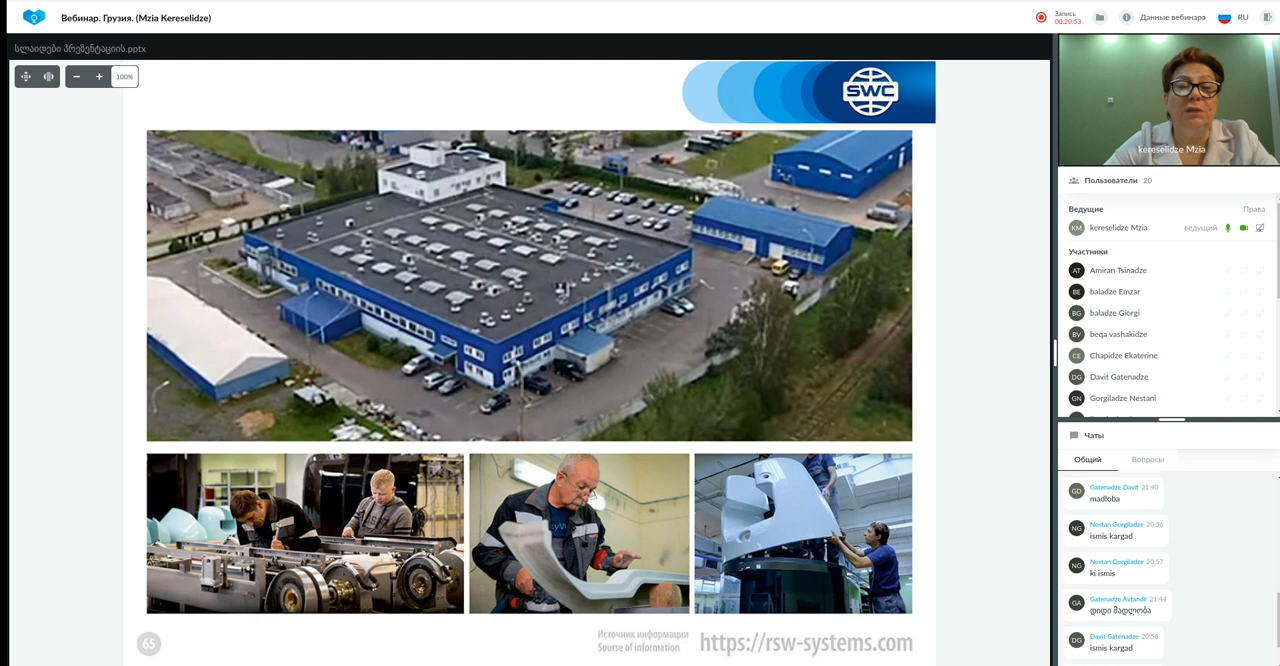 Вебинар. Грузия. (Mzia Kereselidze)
Запись
00:20:53
Данные вебинара
RU
სლაიდები პრეზენტაციის.pptx
100%
SWC
65
Источник информации
Sourse of information
https://rsw-systems.com
kereselidze Mzia
Пользователи 20
Ведущие
Права
KM
kereselidze Mzia
ведущий
Участники
AT
Amiran Tsinadze
BE
baladze Emzar
BG
baladze Giorgi
BV
beqa vashakidze
CE
Chapidze Ekaterine
DG
Davit Gatenadze
GN
Gorgiladze Nestani
Чаты
Общий
Вопросы
GD
Gatenadze Davit 21:40
madloba
NG
Nestan Gorgiladze 20:56
ismis kargad
NG
Nestan Gorgiladze 20:57
ki ismis
GA
Gatenadze Avtandil 21:44
დიდი მადლობა
DG
Davit Gatenadze 20:58
ismis kargad